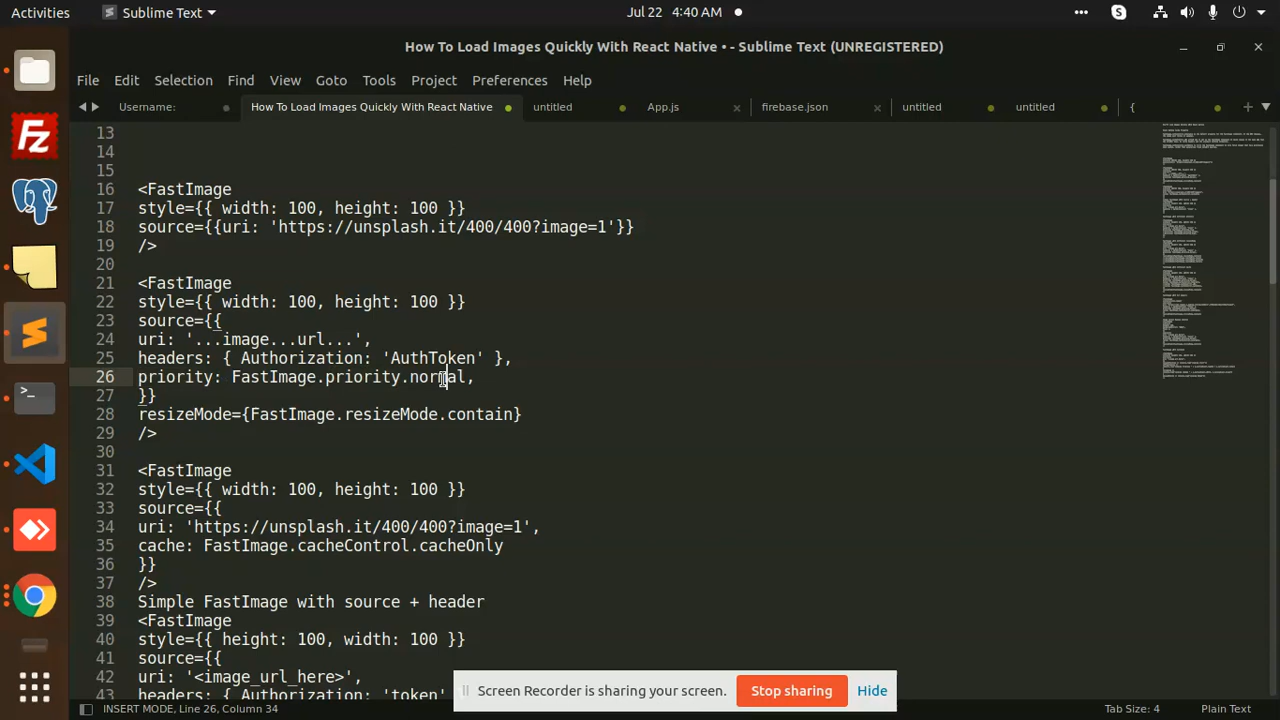 Activities
Sublime Text
Jul 22 4:40 AM
How To Load Images Quickly With React Native • - Sublime Text (UNREGISTERED)
File Edit Selection Find View Goto Tools Project Preferences Help
Username: How To Load Images Quickly With React Native untitled App.js firebase.json untitled untitled {
13
14
15
16 <FastImage
17 style={{ width: 100, height: 100 }}
18 source={{uri: 'https://unsplash.it/400/400?image=1'}}
19 />
20
21 <FastImage
22 style={{ width: 100, height: 100 }}
23 source={{
24 uri: '...image...url...',
25 headers: { Authorization: 'AuthToken' },
26 priority: FastImage.priority.normal,
27 }}
28 resizeMode={FastImage.resizeMode.contain}
29 />
30
31 <FastImage
32 style={{ width: 100, height: 100 }}
33 source={{
34 uri: 'https://unsplash.it/400/400?image=1',
35 cache: FastImage.cacheControl.cacheOnly
36 }}
37 />
38 Simple FastImage with source + header
39 <FastImage
40 style={{ height: 100, width: 100 }}
41 source={{
42 uri: '<image_url_here>',
43 headers: { Authorization: 'token'
Screen Recorder is sharing your screen. Stop sharing Hide
INSERT MODE, Line 26, Column 34 Tab Size: 4 Plain Text